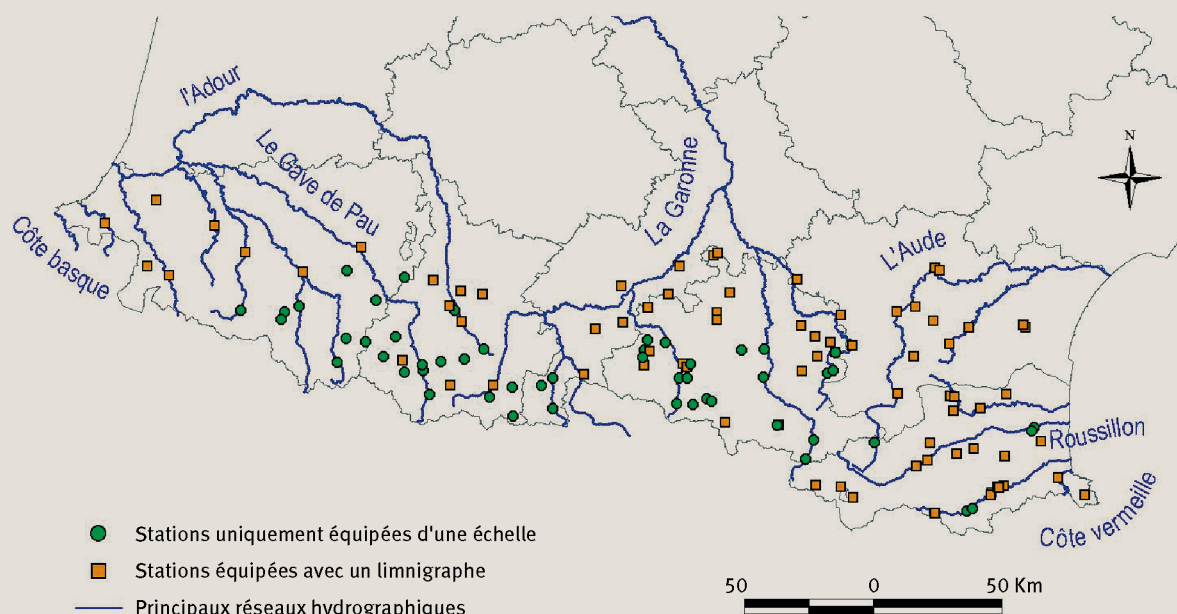 l'Adour
Le Gave de Pau
Côte basque
La Garonne
L'Aude
N
Roussillon
Côte vermeille
Stations uniquement équipées d'une échelle
Stations équipées avec un limnigraphe
Principaux réseaux hydrographiques
50 0 50 Km